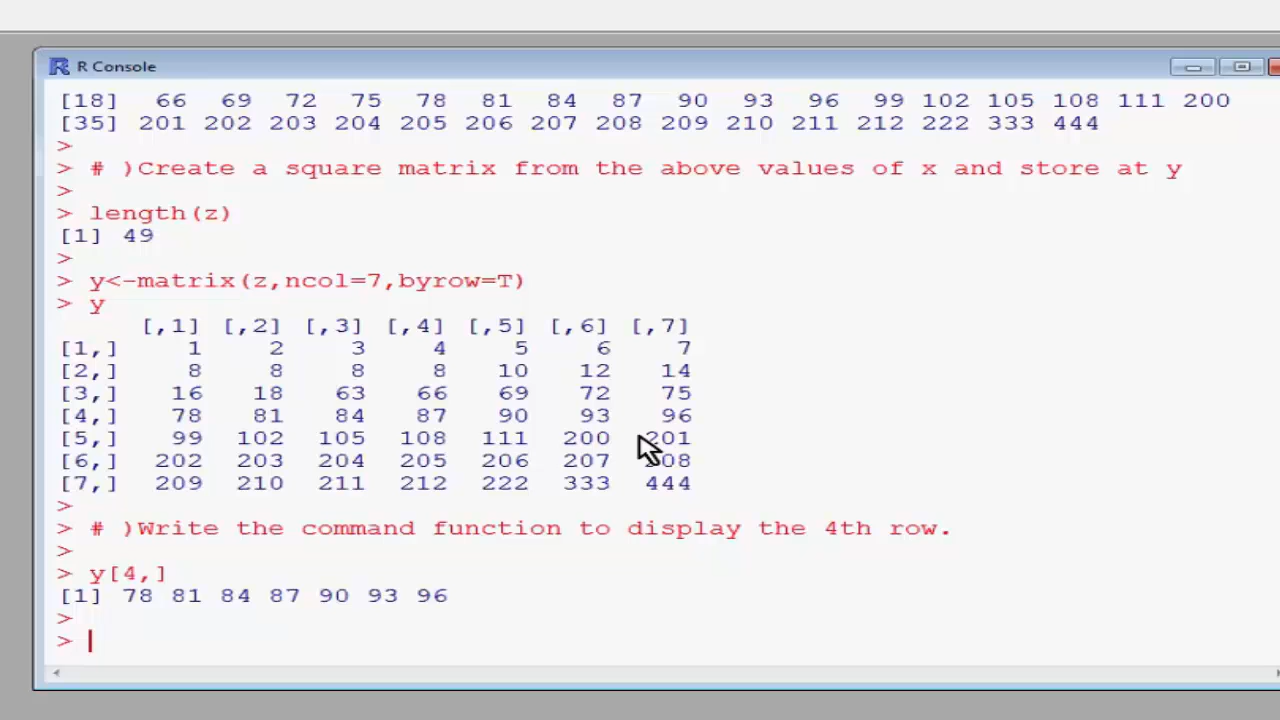 R Console
[18] 66 69 72 75 78 81 84 87 90 93 96 99 102 105 108 111 200
[35] 201 202 203 204 205 206 207 208 209 210 211 212 222 333 444
>
> # )Create a square matrix from the above values of x and store at y
>
> length(z)
[1] 49
>
> y<-matrix(z,ncol=7,byrow=T)
> y
[,1] [,2] [,3] [,4] [,5] [,6] [,7]
[1,] 1 2 3 4 5 6 7
[2,] 8 8 8 8 10 12 14
[3,] 16 18 63 66 69 72 75
[4,] 78 81 84 87 90 93 96
[5,] 99 102 105 108 111 200 201
[6,] 202 203 204 205 206 207 208
[7,] 209 210 211 212 222 333 444
>
> # )Write the command function to display the 4th row.
>
> y[4,]
[1] 78 81 84 87 90 93 96
>
>